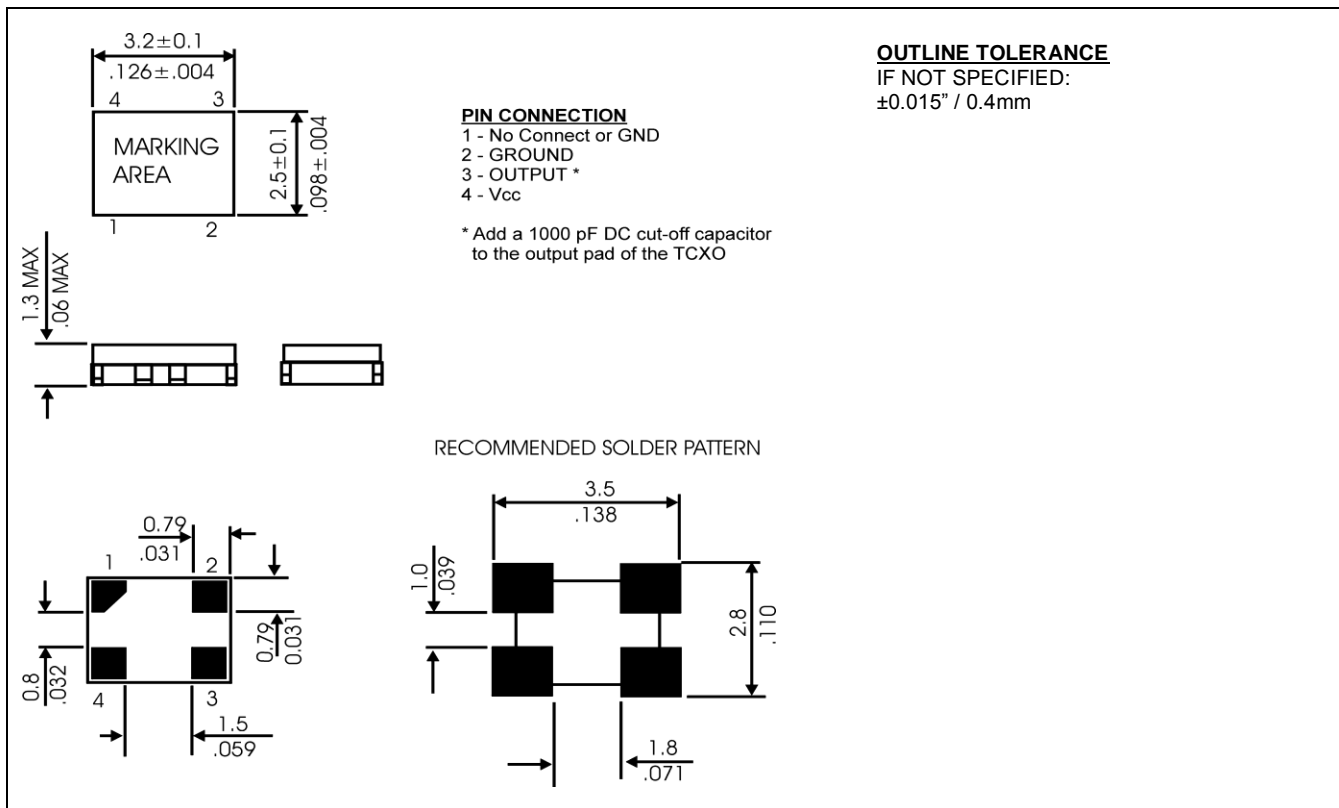 3.2±0.1
.126±.004
4 3
MARKING
AREA
1 2
2.5±0.1
.098±.004
PIN CONNECTION
1 - No Connect or GND
2 - GROUND
3 - OUTPUT *
4 - Vcc
* Add a 1000 pF DC cut-off capacitor
to the output pad of the TCXO
OUTLINE TOLERANCE
IF NOT SPECIFIED:
±0.015” / 0.4mm
1.3 MAX
.06 MAX
RECOMMENDED SOLDER PATTERN
0.79
.031
1 2
0.79
0.031
0.8
.032
4 3
1.5
.059
3.5
.138
1.0
.039
2.8
.110
1.8
.071